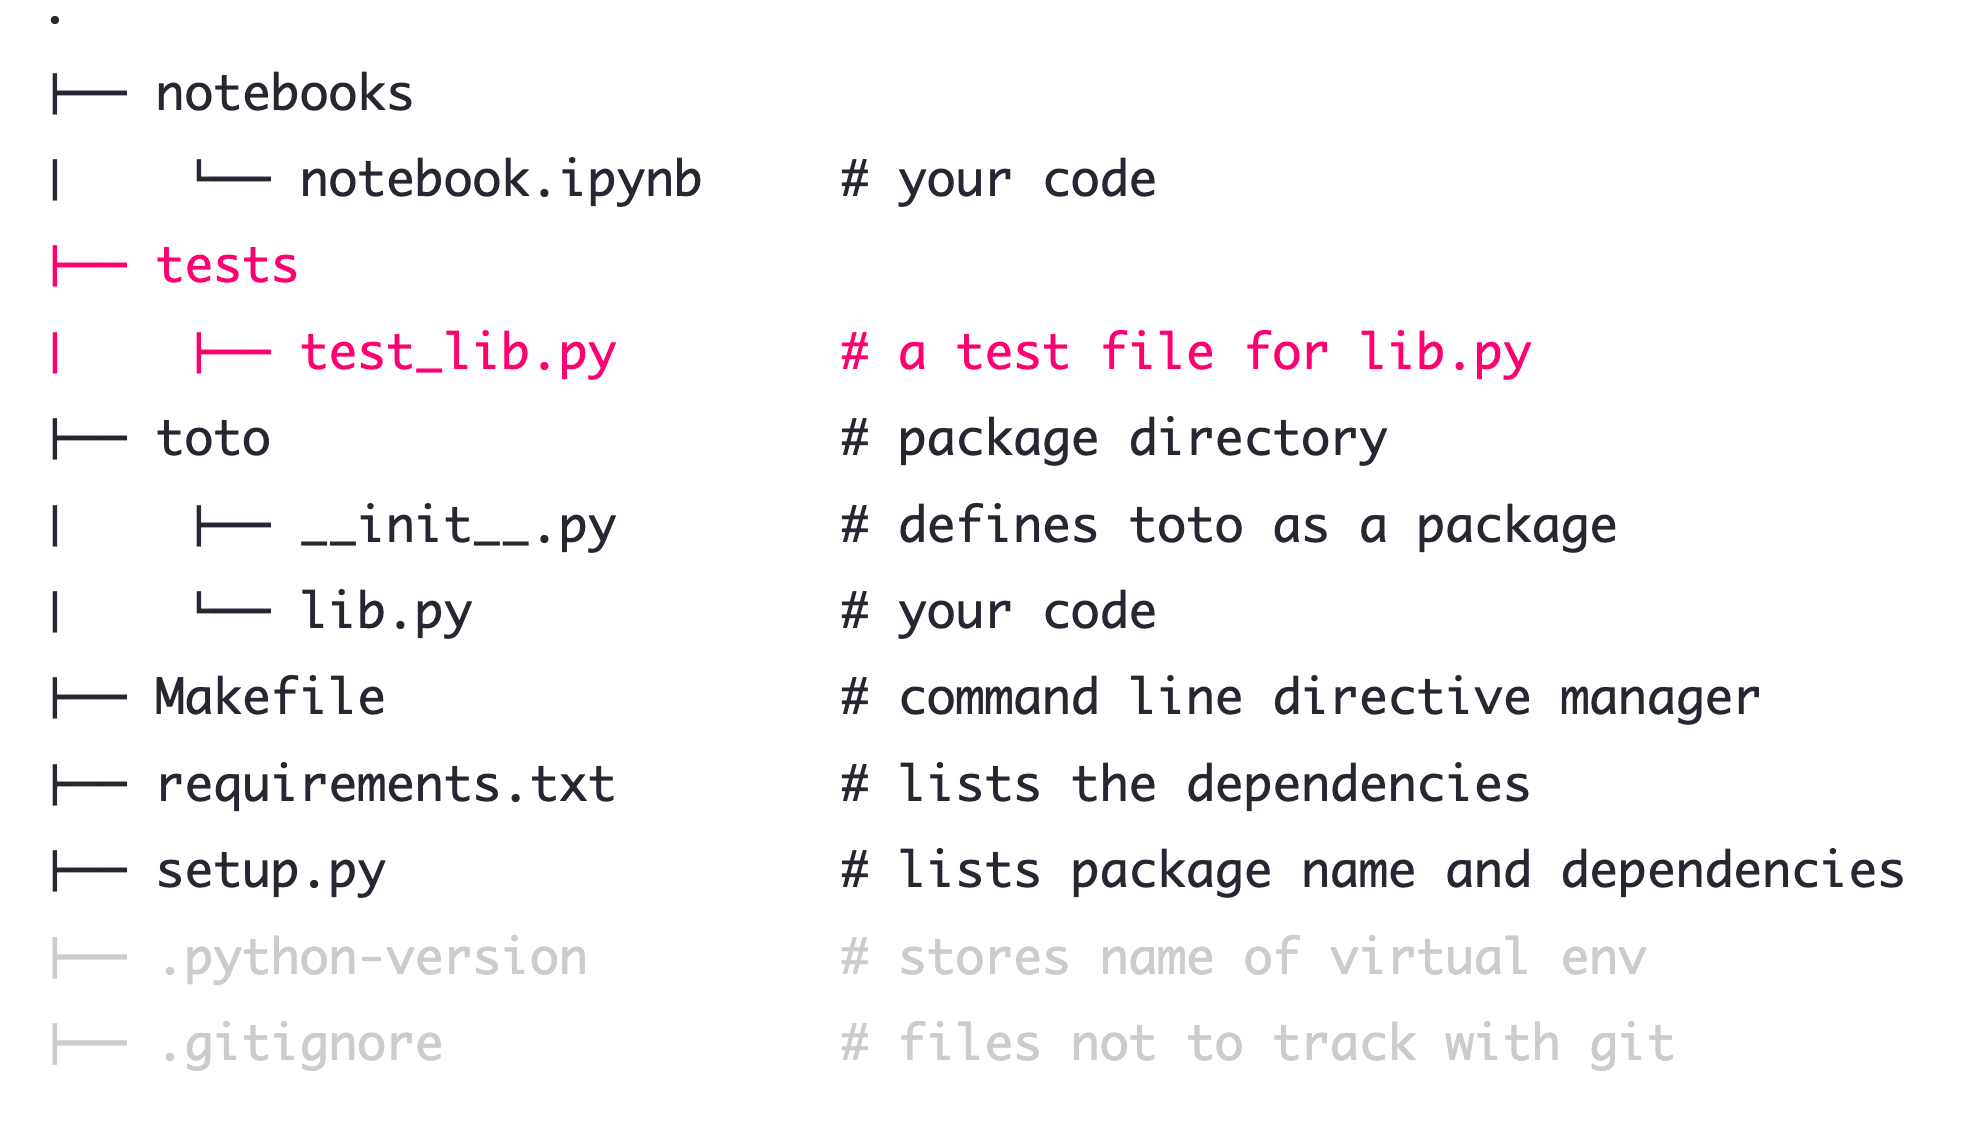 .
├── notebooks
│    └── notebook.ipynb     # your code
├── tests
│    ├── test_lib.py        # a test file for lib.py
├── toto                    # package directory
│    ├── __init__.py        # defines toto as a package
│    └── lib.py             # your code
├── Makefile                # command line directive manager
├── requirements.txt        # lists the dependencies
├── setup.py                # lists package name and dependencies
├── .python-version         # stores name of virtual env
├── .gitignore              # files not to track with git